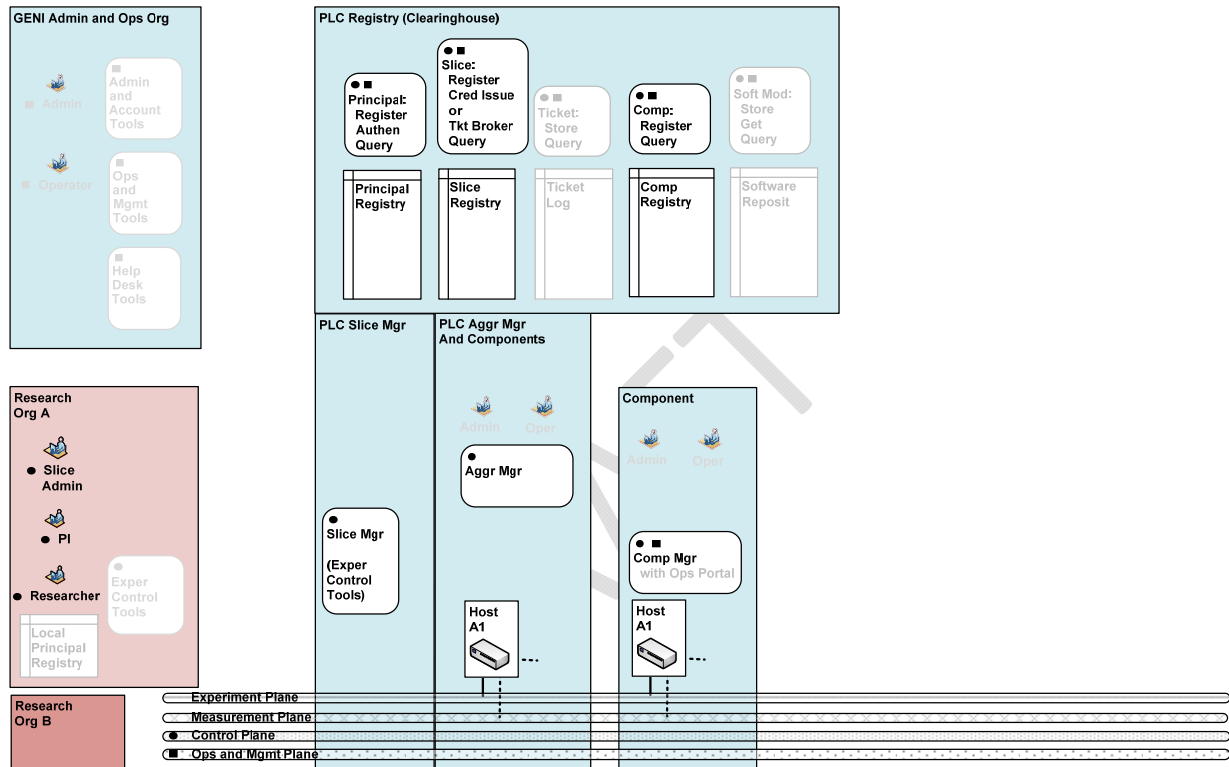 GENI Admin and Ops Org
Admin
Admin
and
Account
Tools
Operator
Ops
and
Mgmt
Tools
Help
Desk
Tools
PLC Registry (Clearinghouse)
Principal:
Register
Authen
Query
Slice:
Register
Cred Issue
or
Tkt Broker
Query
Ticket:
Store
Query
Comp:
Register
Query
Soft Mod:
Store
Get
Query
Principal
Registry
Slice
Registry
Ticket
Log
Comp
Registry
Software
Reposit
PLC Slice Mgr
Slice Mgr
(Exper
Control
Tools)
PLC Aggr Mgr
And Components
Admin
Oper
Aggr Mgr
Host
A1
Component
Admin
Oper
Comp Mgr
with Ops Portal
Host
A1
Research
Org A
Slice
Admin
PI
Researcher
Exper
Control
Tools
Local
Principal
Registry
Research
Org B
Experiment Plane
Measurement Plane
Control Plane
Ops and Mgmt Plane